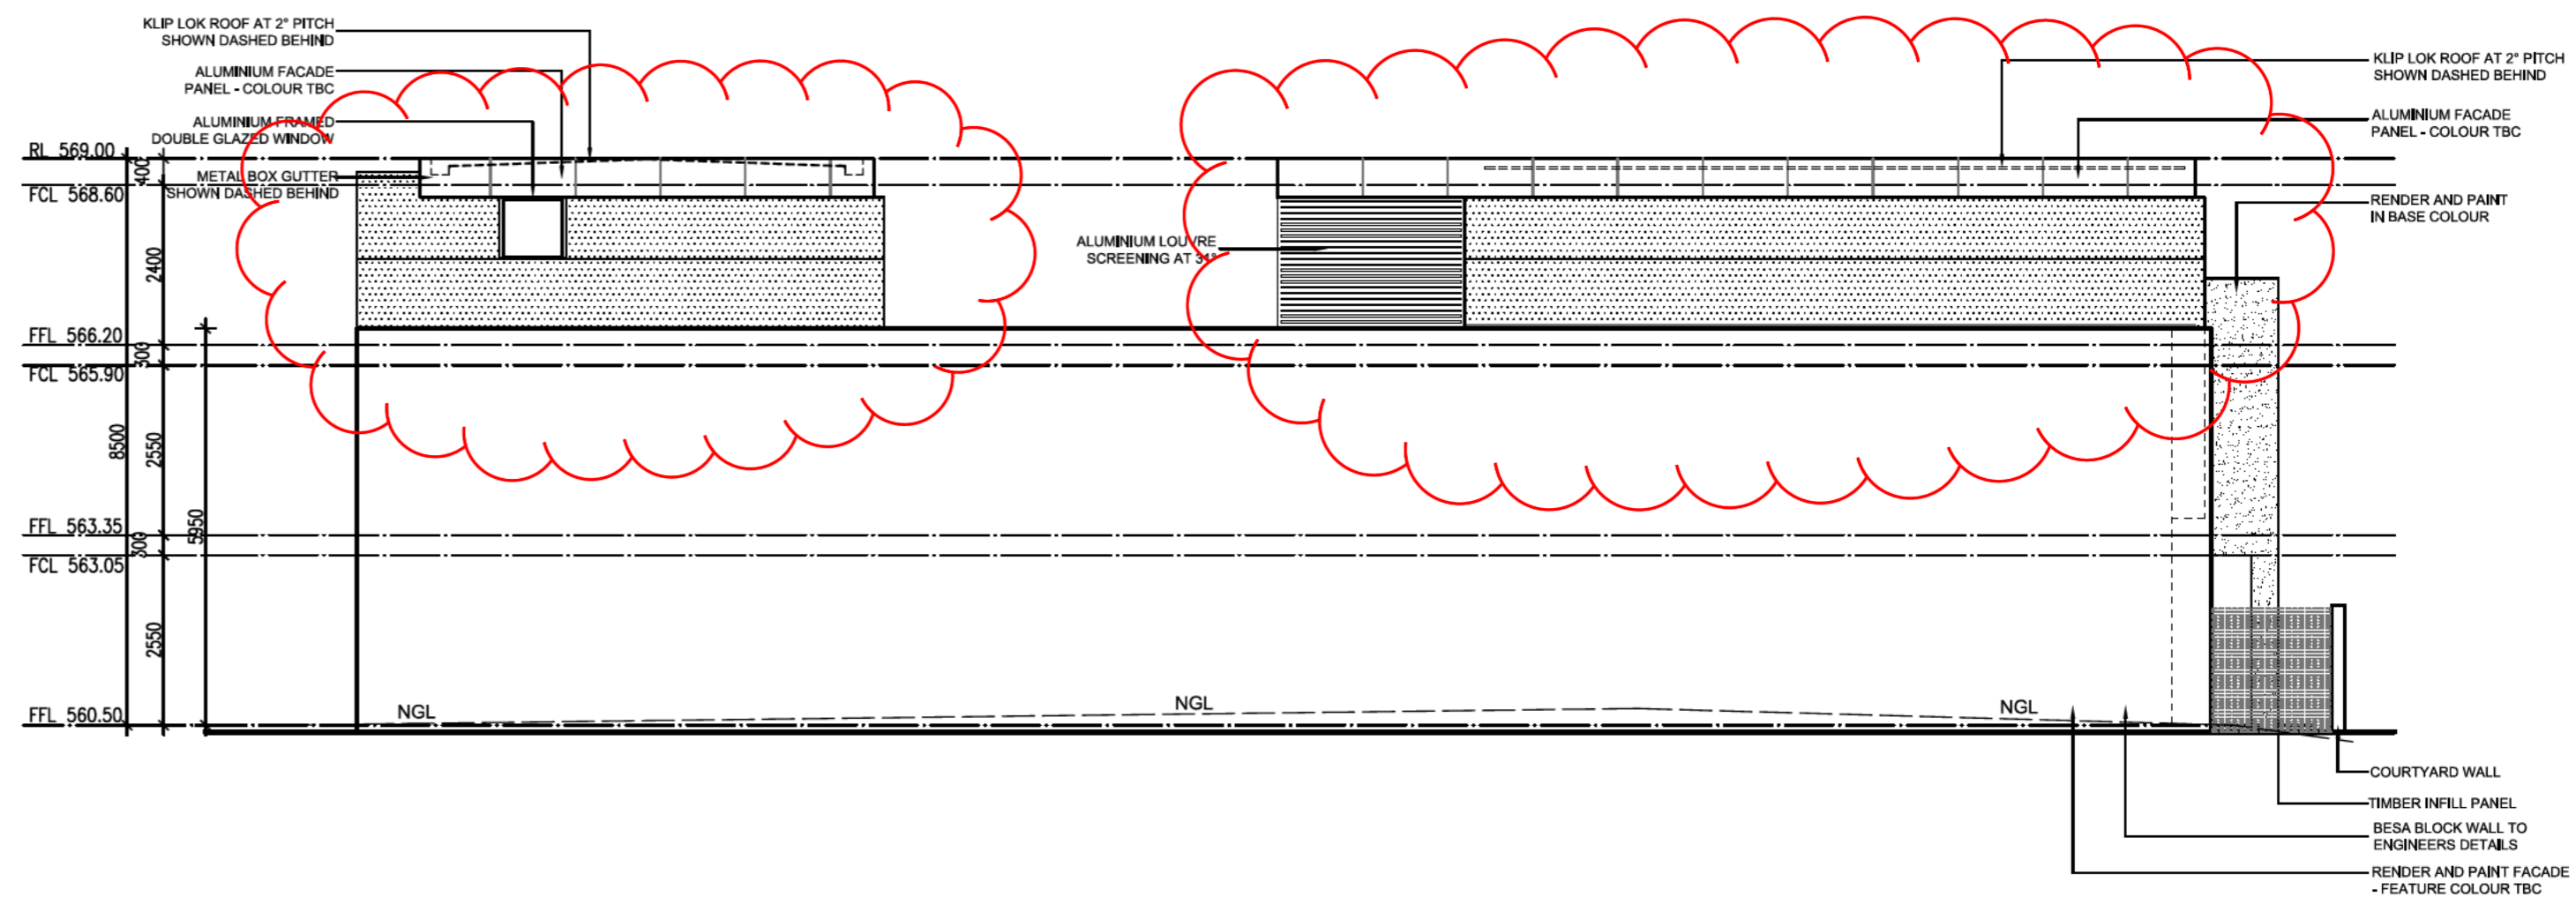 KLIP LOK ROOF AT 2° PITCH
SHOWN DASHED BEHIND
ALUMINIUM FACADE
PANEL - COLOUR TBC
ALUMINIUM FRAMED
DOUBLE GLAZED WINDOW
METAL BOX GUTTER
SHOWN DASHED BEHIND
RL 569.00
FCL 568.60
FFL 566.20
FCL 565.90
FFL 563.35
FCL 563.05
FFL 560.50
400
2400
300
2550
300
2550
8500
5950
ALUMINIUM LOUVRE
SCREENING AT 31°
KLIP LOK ROOF AT 2° PITCH
SHOWN DASHED BEHIND
ALUMINIUM FACADE
PANEL - COLOUR TBC
RENDER AND PAINT
IN BASE COLOUR
NGL
NGL
NGL
COURTYARD WALL
TIMBER INFILL PANEL
BESA BLOCK WALL TO
ENGINEERS DETAILS
RENDER AND PAINT FACADE
- FEATURE COLOUR TBC